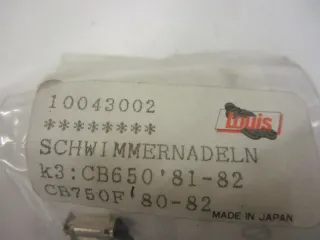 10043002
Louis
********
SCHWIMMERNADELN
k3:CB650'81-82
CB750F'80-82
MADE IN JAPAN